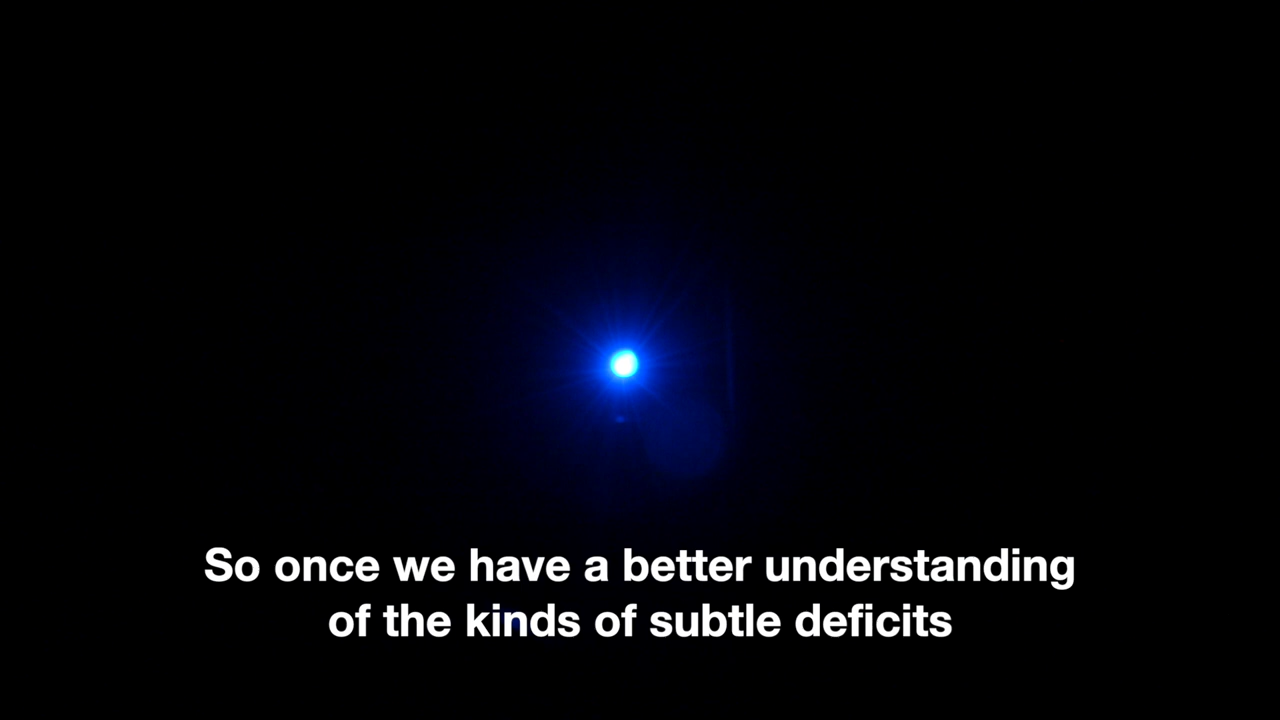 So once we have a better understanding
of the kinds of subtle deficits